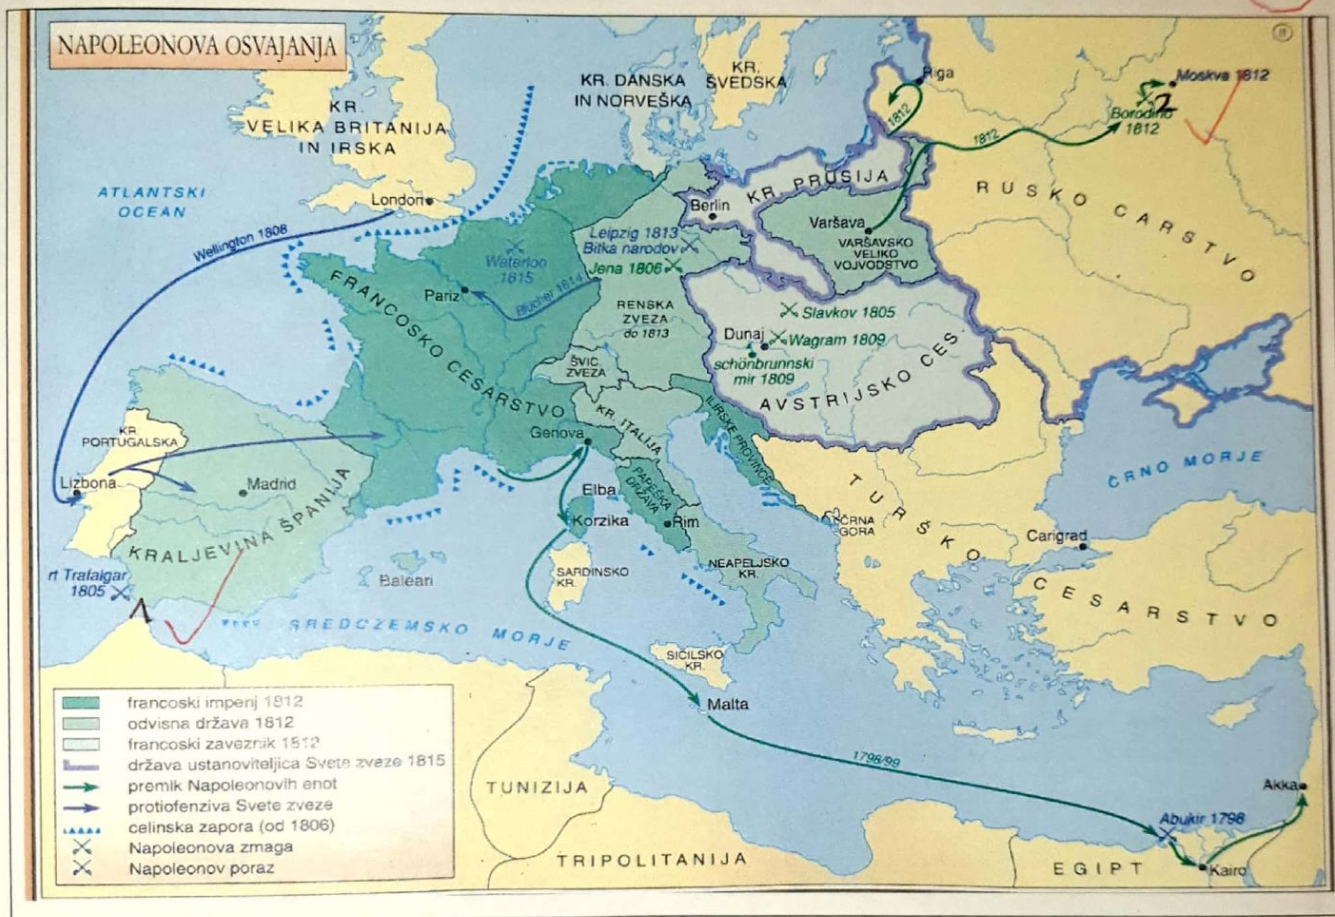 NAPOLEONOVA OSVAJANJA
KR.
VELIKA BRITANIJA
IN IRSKA
KR. DANSKA
IN NORVEŠKA
KR.
ŠVEDSKA
Riga
1812
Moskva 1812
2
Borodino
1812
1812
ATLANTSKI
OCEAN
London
Wellington 1808
KR. PRUSIJA
Berlin
RUSKO CARSTVO
Varšava
VARŠAVSKO
VELIKO
VOJVODSTVO
Leipzig 1813
Bitka narodov
Jena 1806
Waterloo
1815
Pariz
Blücher 1814
FRANCOSKO CESARSTVO
RENSKA
ZVEZA
do 1813
Slavkov 1805
Dunaj
Wagram 1809
schönbrunnski
mir 1809
AVSTRIJSKO CES.
ŠVIC.
ZVEZA
KR. ITALIJA
ILIRSKE PROVINCE
Genova
KR.
PORTUGALSKA
Lizbona
Madrid
KRALJEVINA ŠPANIJA
Elba
Korzika
PAPEŠKA
DRŽAVA
Rim
ČRNA
GORA
TURŠKO
CESARSTVO
ČRNO MORJE
Carigrad
SARDINSKO
KR.
NEAPELJSKO
KR.
Baleari
rt Trafalgar
1805
1
SREDOZEMSKO MORJE
SICILSKO
KR.
Malta
1798/99
Akka
Abukir 1798
Kairo
EGIPT
TUNIZIJA
TRIPOLITANIJA
francoski imperij 1812
odvisna država 1812
francoski zaveznik 1812
država ustanoviteljica Svete zveze 1815
premik Napoleonovih enot
protiofenziva Svete zveze
celinska zapora (od 1806)
Napoleonova zmaga
Napoleonov poraz